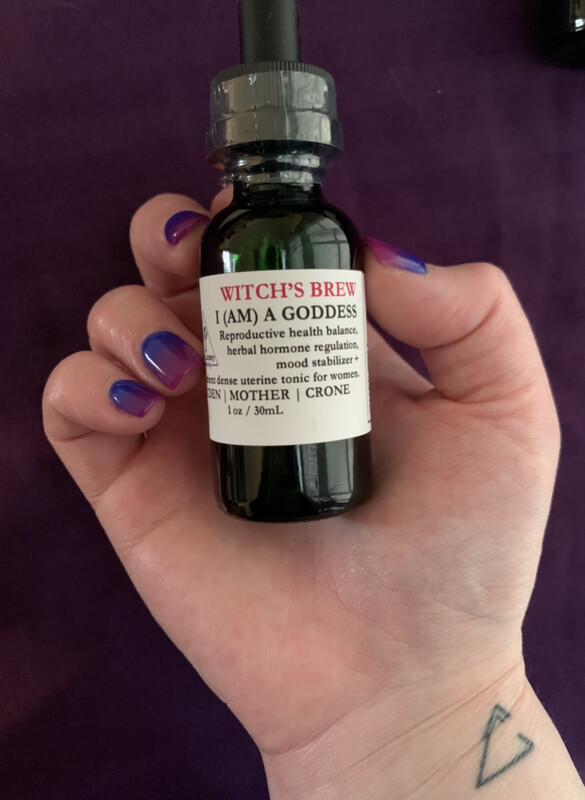 WITCH'S BREW
I (AM) A GODDESS
Reproductive health balance,
herbal hormone regulation,
mood stabilizer +
dense uterine tonic for women.
| MOTHER | CRONE
1 oz / 30mL